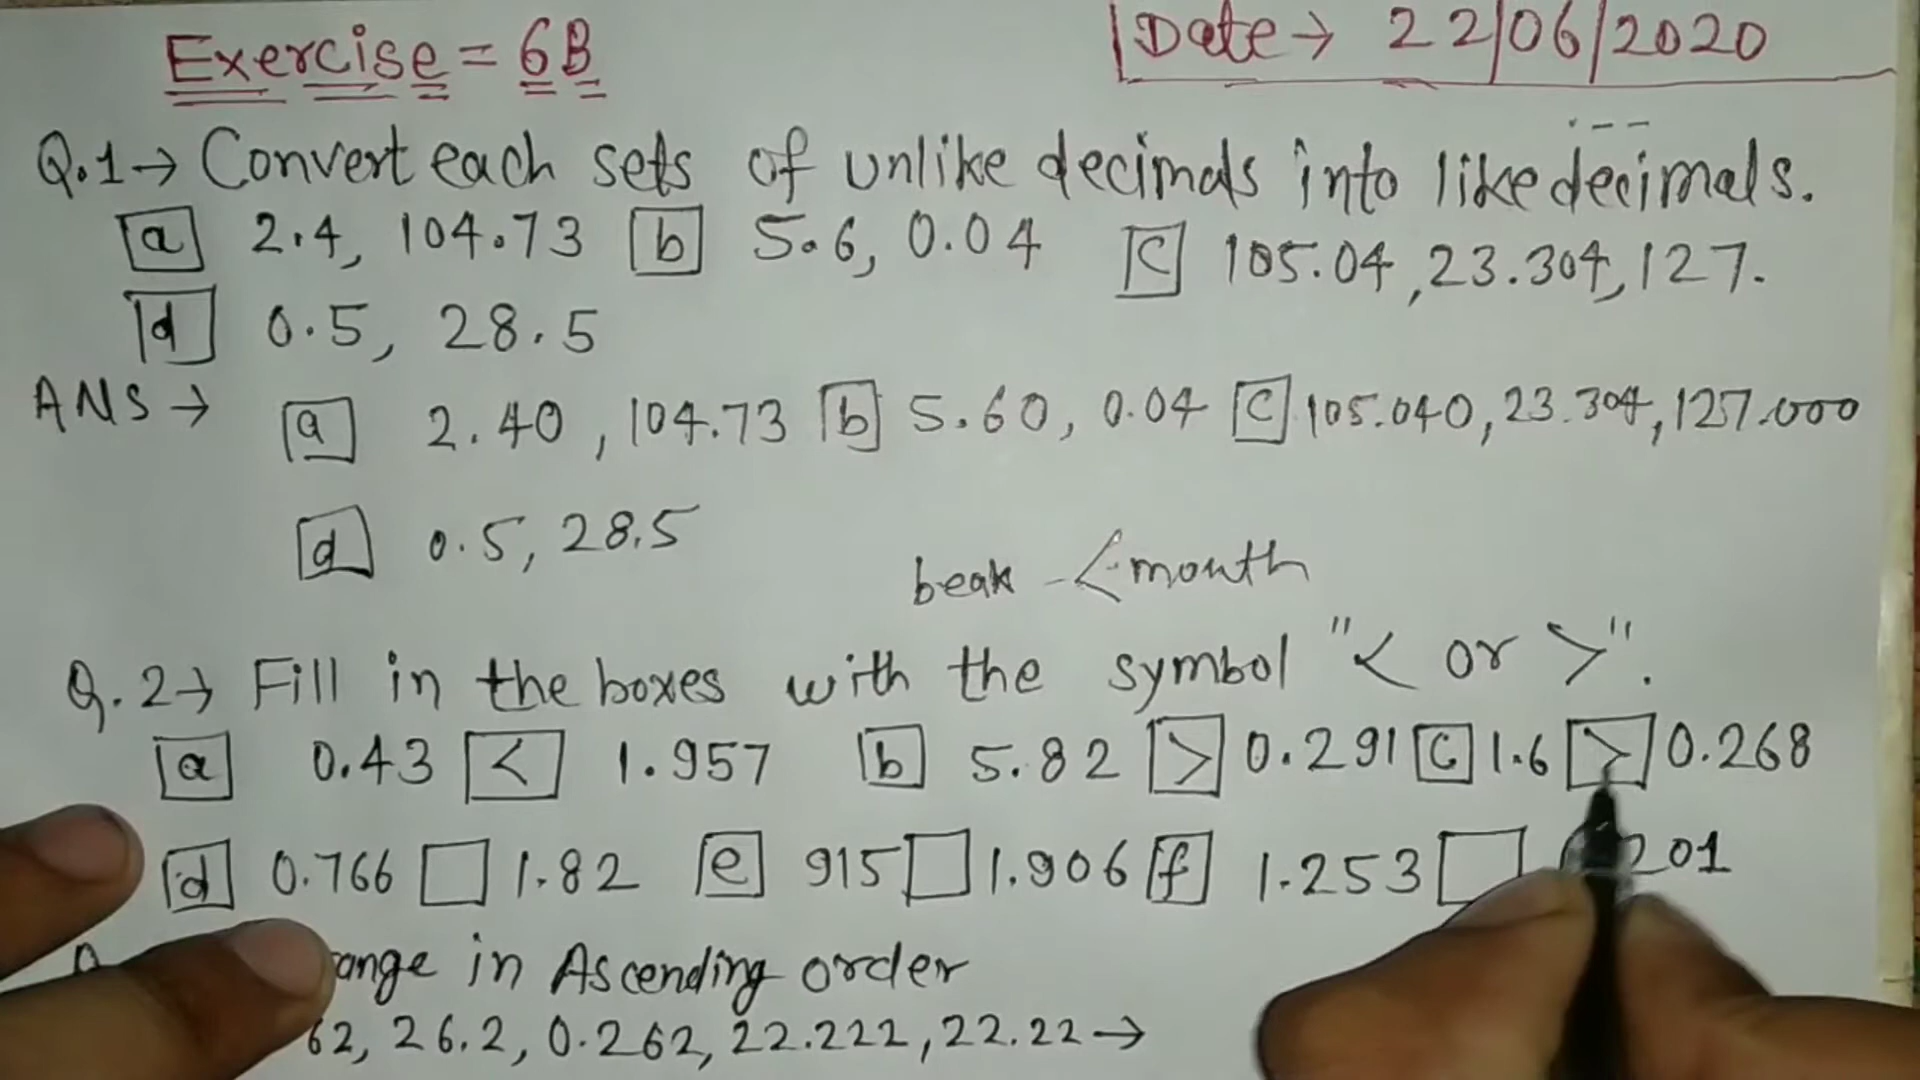 Exercise = 6B
Date → 22/06/2020
Q.1→ Convert each sets of unlike decimals into like decimals.
a 2.4, 104.73 b 5.6, 0.04 c 105.04, 23.304, 127.
d 0.5, 28.5
ANS → a 2.40, 104.73 b 5.60, 0.04 c 105.040, 23.304, 127.000
d 0.5, 28.5
beak - < mouth
Q.2→ Fill in the boxes with the symbol "< or >".
a 0.43 < 1.957 b 5.82 > 0.291 c 1.6 > 0.268
d 0.766 □ 1.82 e 915 □ 1.906 f 1.253 □ 201
in Ascending order
62, 26.2, 0.262, 22.222, 22.22 →